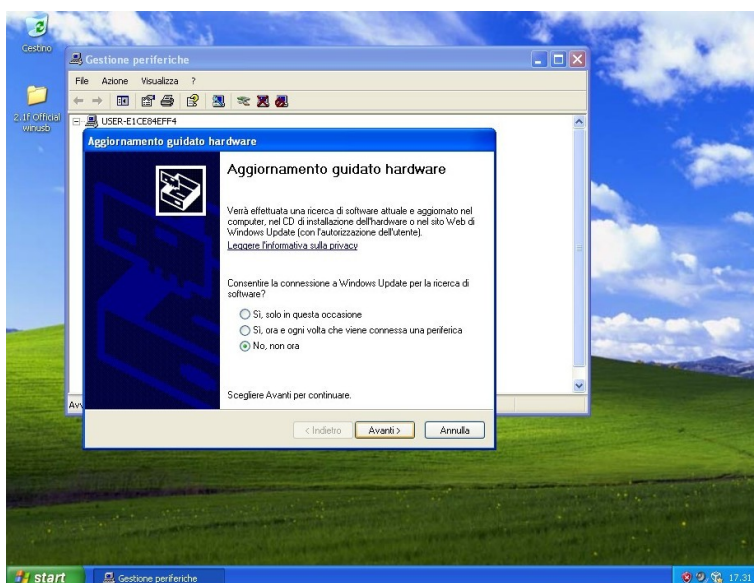 Cestino
Gestione periferiche
File Azione Visualizza ?
2.1f Official
winusb
USER-E1CE84EFF4
Aggiornamento guidato hardware
Aggiornamento guidato hardware
Verrà effettuata una ricerca di software attuale e aggiornato nel
computer, nel CD di installazione dell'hardware o nel sito Web di
Windows Update (con l'autorizzazione dell'utente).
Leggere l'informativa sulla privacy
Consentire la connessione a Windows Update per la ricerca di
software?
Sì, solo in questa occasione
Sì, ora e ogni volta che viene connessa una periferica
No, non ora
Scegliere Avanti per continuare.
< Indietro
Avanti >
Annulla
start
Gestione periferiche
17.31